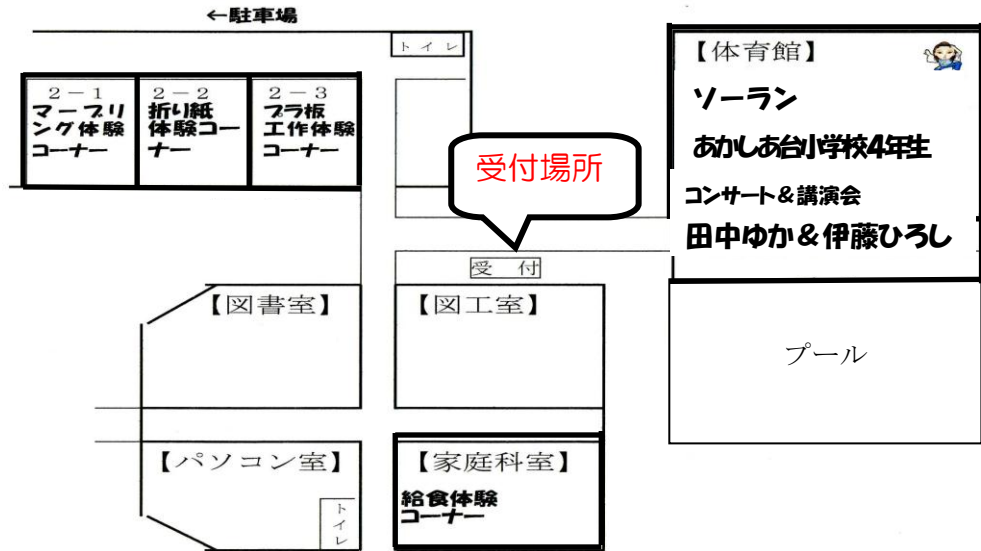 ←駐車場
トイレ
２－１
マーブリ
ング体験
コーナー
２－２
折り紙
体験コー
ナー
２－３
プラ板
工作体験
コーナー
受付場所
【体育館】
ソーラン
あかしあ台小学校4年生
コンサート＆講演会
田中ゆか＆伊藤ひろし
受　付
【図書室】
【図工室】
プール
【パソコン室】
トイレ
【家庭科室】
給食体験
コーナー